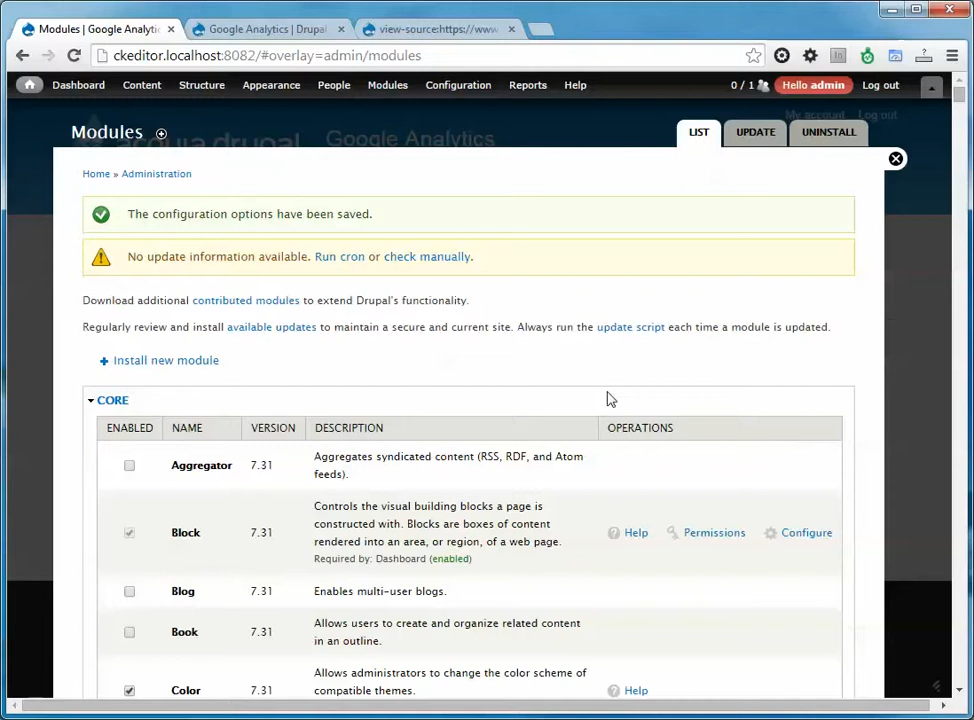 Modules | Google Analytic
Google Analytics | Drupal
view-source:https://www
ckeditor.localhost:8082/#overlay=admin/modules
Dashboard Content Structure Appearance People Modules Configuration Reports Help 0 / 1 Hello admin Log out
My account Log out
Modules
acquia drupal Google Analytics
LIST UPDATE UNINSTALL
Home » Administration
The configuration options have been saved.
No update information available. Run cron or check manually.
Download additional contributed modules to extend Drupal's functionality.
Regularly review and install available updates to maintain a secure and current site. Always run the update script each time a module is updated.
+ Install new module
CORE
ENABLED NAME VERSION DESCRIPTION OPERATIONS
Aggregator 7.31 Aggregates syndicated content (RSS, RDF, and Atom
feeds).
Controls the visual building blocks a page is
constructed with. Blocks are boxes of content
Block 7.31 Help Permissions Configure
rendered into an area, or region, of a web page.
Required by: Dashboard (enabled)
Blog 7.31 Enables multi-user blogs.
Book 7.31 Allows users to create and organize related content
in an outline.
Allows administrators to change the color scheme of
Color 7.31 compatible themes. Help